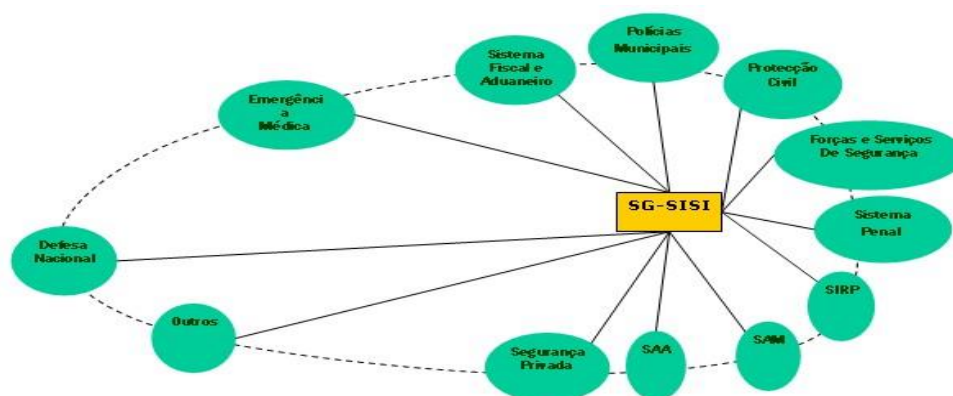 Polícias
Municipais
Sistema
Fiscal e
Aduaneiro
Protecção
Civil
Emergênci
a
Médica
Forças e Serviços
De Segurança
SG-SISI
Sistema
Penal
Defesa
Nacional
SIRP
Outros
SAM
SAA
Segurança
Privada